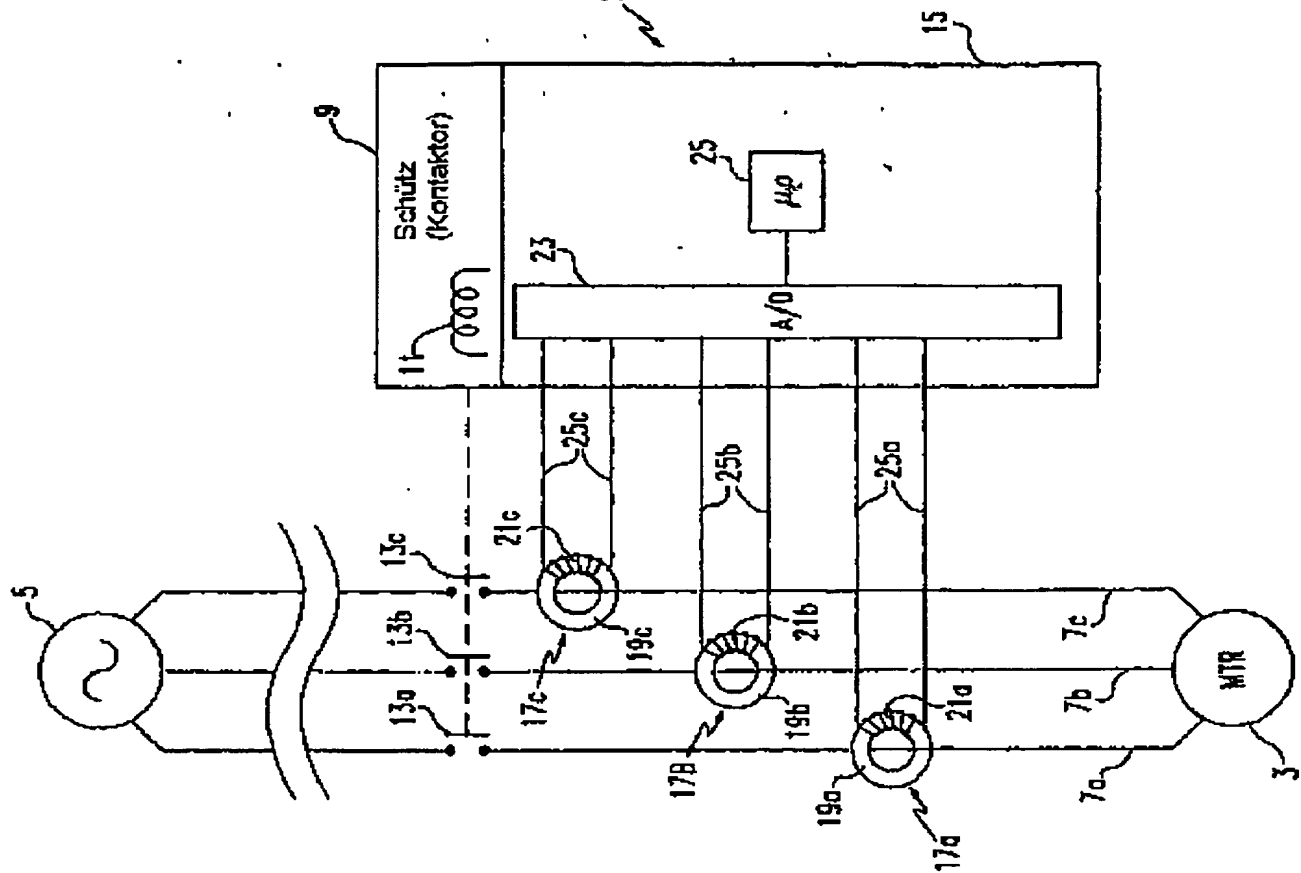 5
9
Schütz
(Kontaktor)
11
13a
13b
13c
15
23
25
µP
A/D
25c
25b
25a
21c
17c
19c
21b
17B
19b
21a
19a
17a
7a
7b
7c
MTR
3